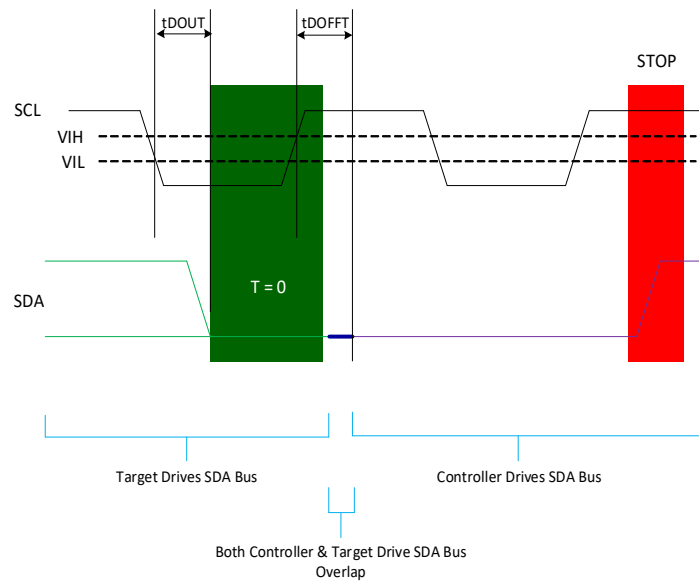 tDOUT
tDOFFT
STOP
SCL
VIH
VIL
T = 0
SDA
Target Drives SDA Bus
Controller Drives SDA Bus
Both Controller & Target Drive SDA Bus
Overlap